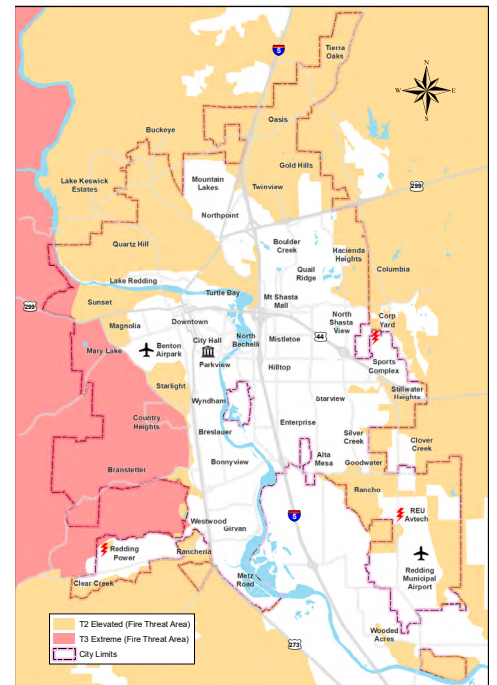 Tierra
Oaks
5
N
W
E
S
Oasis
Buckeye
Gold Hills
Mountain
Lakes
Lake Keswick
Estates
Twinview
299
Northpoint
Quartz Hill
Boulder
Creek
Hacienda
Heights
Quail
Ridge
Columbia
Lake Redding
Turtle Bay
Sunset
Mt Shasta
Mall
299
Magnolia
Downtown
North
Shasta
View
Corp
Yard
City Hall
North
Bechelli
Mistletoe
44
Mary Lake
Benton
Airpark
Parkview
Sports
Complex
Hilltop
Starlight
Stillwater
Heights
Wyndham
Starview
Country
Heights
Enterprise
Breslauer
Silver
Creek
Clover
Creek
Alta
Mesa
Bonnyview
Goodwater
Branstetter
Rancho
REU
Avtech
Westwood
5
Girvan
Redding
Power
Rancheria
Redding
Municipal
Airport
Clear Creek
Metz
Road
Wooded
Acres
273
T2 Elevated (Fire Threat Area)
T3 Extreme (Fire Threat Area)
City Limits